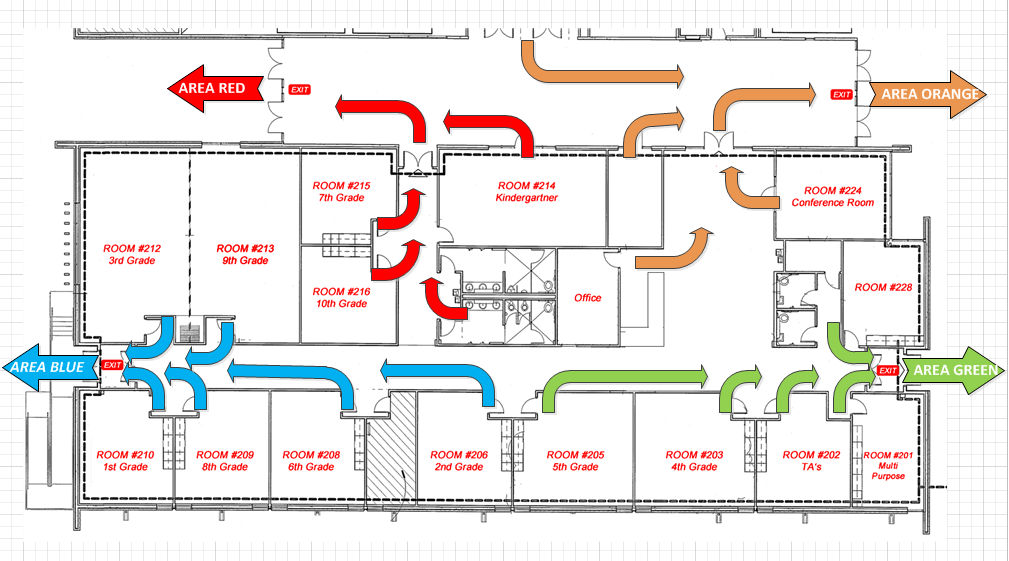 AREA RED
EXIT
EXIT
AREA ORANGE
ROOM #215
7th Grade
ROOM #214
Kindergartner
ROOM #224
Conference Room
ROOM #212
3rd Grade
ROOM #213
9th Grade
ROOM #216
10th Grade
Office
ROOM #228
AREA BLUE
EXIT
EXIT
AREA GREEN
ROOM #210
1st Grade
ROOM #209
8th Grade
ROOM #208
6th Grade
ROOM #206
2nd Grade
ROOM #205
5th Grade
ROOM #203
4th Grade
ROOM #202
TA's
ROOM #201
Multi
Purpose